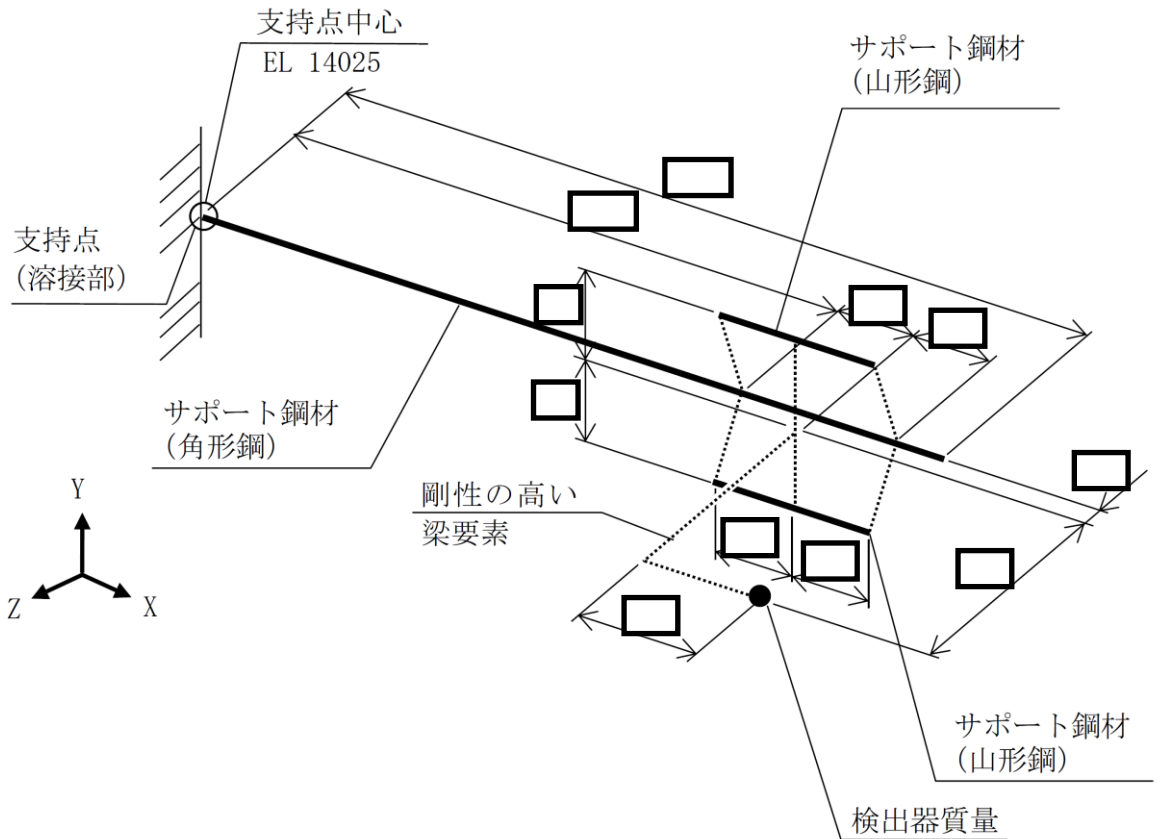 支持点中心
EL 14025
サポート鋼材
(山形鋼)
支持点
(溶接部)
サポート鋼材
(角形鋼)
剛性の高い
梁要素
Y
Z
X
サポート鋼材
(山形鋼)
検出器質量